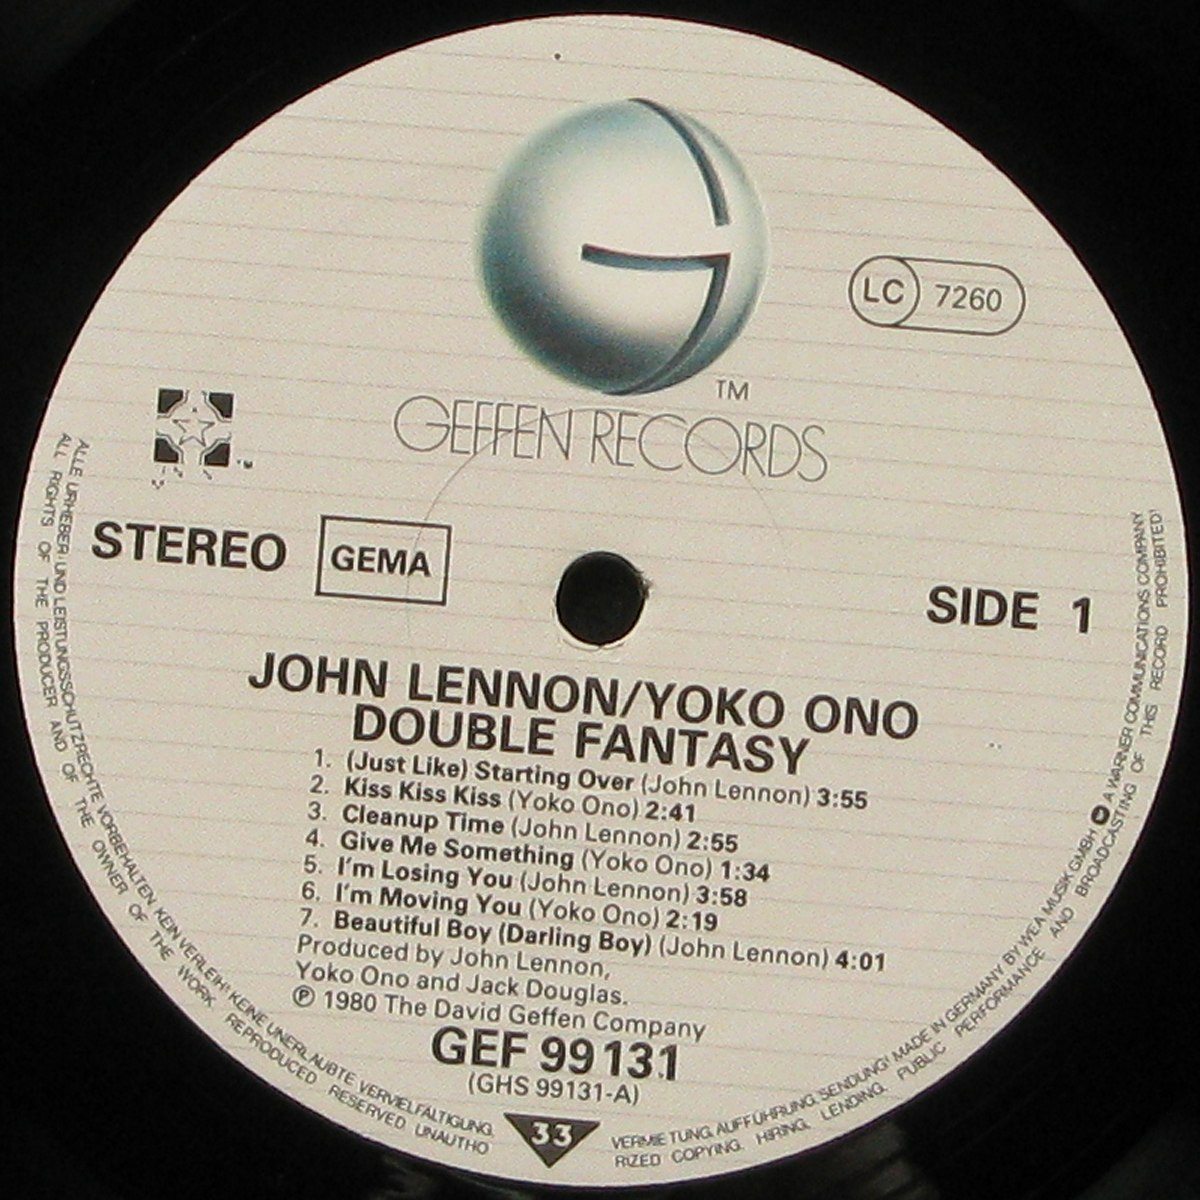 LC 7260
TM
GEFFEN RECORDS
STEREO GEMA
SIDE 1
JOHN LENNON/YOKO ONO
DOUBLE FANTASY
1. (Just Like) Starting Over (John Lennon) 3:55
2. Kiss Kiss Kiss (Yoko Ono) 2:41
3. Cleanup Time (John Lennon) 2:55
4. Give Me Something (Yoko Ono) 1:34
5. I'm Losing You (John Lennon) 3:58
6. I'm Moving You (Yoko Ono) 2:19
7. Beautiful Boy (Darling Boy) (John Lennon) 4:01
Produced by John Lennon,
Yoko Ono and Jack Douglas.
℗ 1980 The David Geffen Company
GEF 99 131
(GHS 99131-A)
33
ALLE URHEBER UND LEISTUNGSSCHUTZRECHTE VORBEHALTEN KEIN VERLEIH! KEINE UNERLAUBTE VERVIELFÄLTIGUNG, VERMIETUNG, AUFFÜHRUNG, SENDUNG! MADE IN GERMANY BY WEA MUSIK GMBH A WARNER COMMUNICATIONS COMPANY
ALL RIGHTS OF THE PRODUCER AND OF THE OWNER OF THE WORK REPRODUCED RESERVED UNAUTHORIZED COPYING, HIRING, LENDING, PUBLIC PERFORMANCE AND BROADCASTING OF THIS RECORD PROHIBITED!